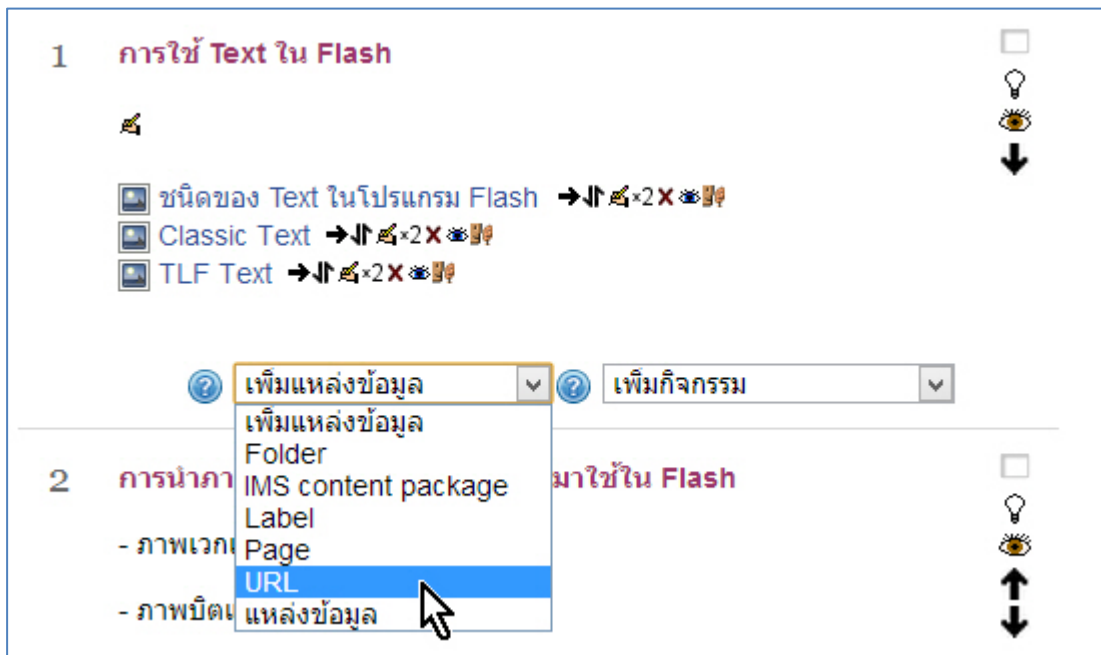 1 การใช้ Text ใน Flash
ชนิดของ Text ในโปรแกรม Flash ×2
Classic Text ×2
TLF Text ×2
? เพิ่มแหล่งข้อมูล ? เพิ่มกิจกรรม
เพิ่มแหล่งข้อมูล
Folder
2 การนำภา มาใช้ใน Flash
IMS content package
Label
- ภาพเวก
Page
URL
- ภาพบิต
แหล่งข้อมูล